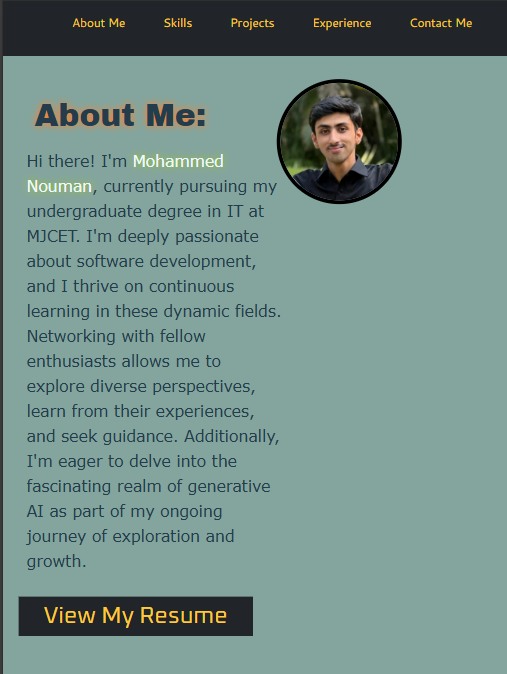 About Me Skills Projects Experience Contact Me
About Me:
Hi there! I'm Mohammed
Nouman, currently pursuing my
undergraduate degree in IT at
MJCET. I'm deeply passionate
about software development,
and I thrive on continuous
learning in these dynamic fields.
Networking with fellow
enthusiasts allows me to
explore diverse perspectives,
learn from their experiences,
and seek guidance. Additionally,
I'm eager to delve into the
fascinating realm of generative
AI as part of my ongoing
journey of exploration and
growth.
View My Resume